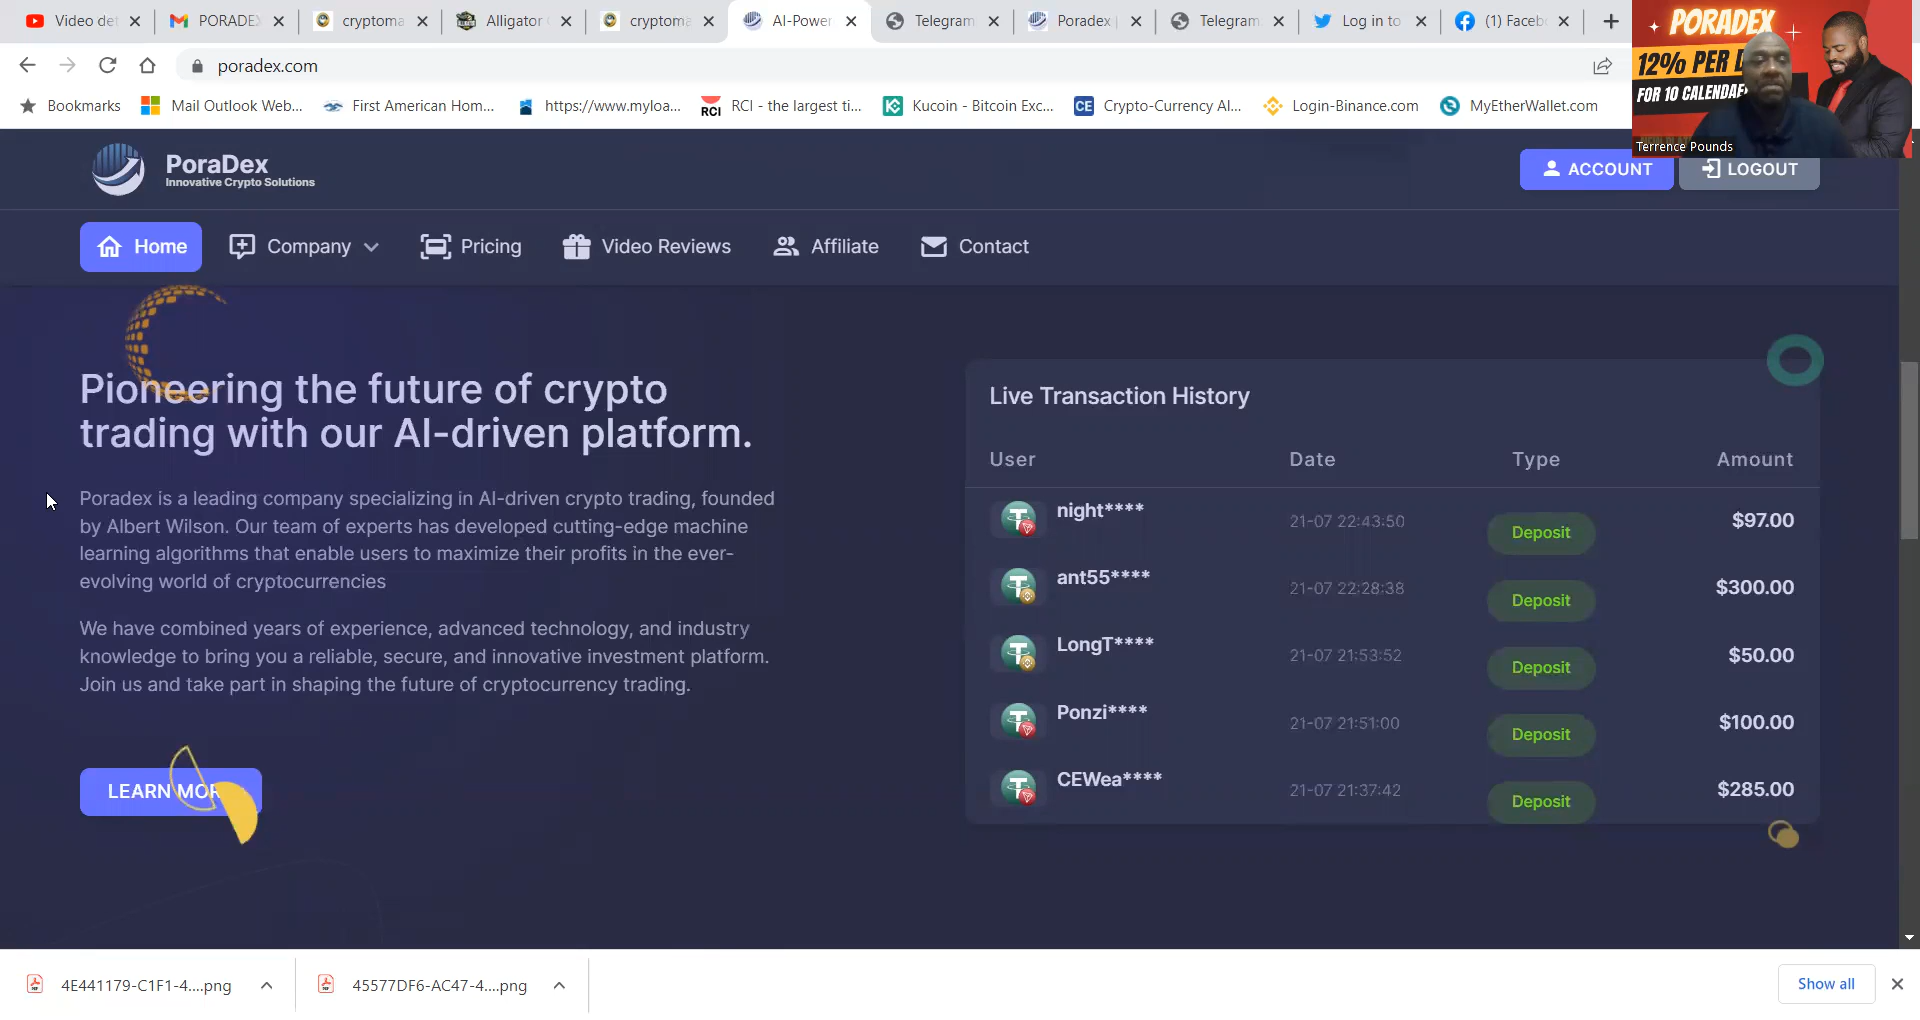 Video det
PORADEX
cryptoma
Alligator
cryptoma
AI-Power
Telegram
Poradex
Telegram
Log in to
(1) Faceb
poradex.com
Bookmarks
Mail Outlook Web...
First American Hom...
https://www.myloa...
RCI
RCI - the largest ti...
Kucoin - Bitcoin Exc...
CE
Crypto-Currency AI...
Login-Binance.com
MyEtherWallet.com
PORADEX
12% PER D
FOR 10 CALENDAR
Terrence Pounds
PoraDex
Innovative Crypto Solutions
ACCOUNT
LOGOUT
Home
Company
Pricing
Video Reviews
Affiliate
Contact
Pioneering the future of crypto
trading with our AI-driven platform.
Poradex is a leading company specializing in AI-driven crypto trading, founded
by Albert Wilson. Our team of experts has developed cutting-edge machine
learning algorithms that enable users to maximize their profits in the ever-
evolving world of cryptocurrencies
We have combined years of experience, advanced technology, and industry
knowledge to bring you a reliable, secure, and innovative investment platform.
Join us and take part in shaping the future of cryptocurrency trading.
LEARN MOR
Live Transaction History
User Date Type Amount
night**** 21-07 22:43:50 Deposit $97.00
ant55**** 21-07 22:28:38 Deposit $300.00
LongT**** 21-07 21:53:52 Deposit $50.00
Ponzi**** 21-07 21:51:00 Deposit $100.00
CEWea**** 21-07 21:37:42 Deposit $285.00
4E441179-C1F1-4....png
45577DF6-AC47-4....png
Show all